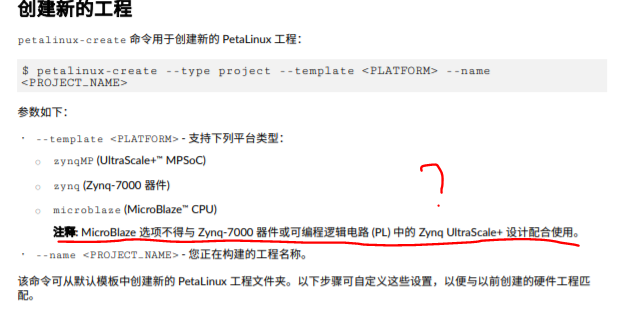 创建新的工程
petalinux-create 命令用于创建新的 PetaLinux 工程：
$ petalinux-create --type project --template <PLATFORM> --name
<PROJECT_NAME>
参数如下：
· --template <PLATFORM> - 支持下列平台类型：
○ zynqMP (UltraScale+™ MPSoC)
○ zynq (Zynq-7000 器件)
○ microblaze (MicroBlaze™ CPU)
注释: MicroBlaze 选项不得与 Zynq-7000 器件或可编程逻辑电路 (PL) 中的 Zynq UltraScale+ 设计配合使用。
· --name <PROJECT_NAME> - 您正在构建的工程名称。
该命令可从默认模板中创建新的 PetaLinux 工程文件夹。以下步骤可自定义这些设置，以便与以前创建的硬件工程匹
配。
?